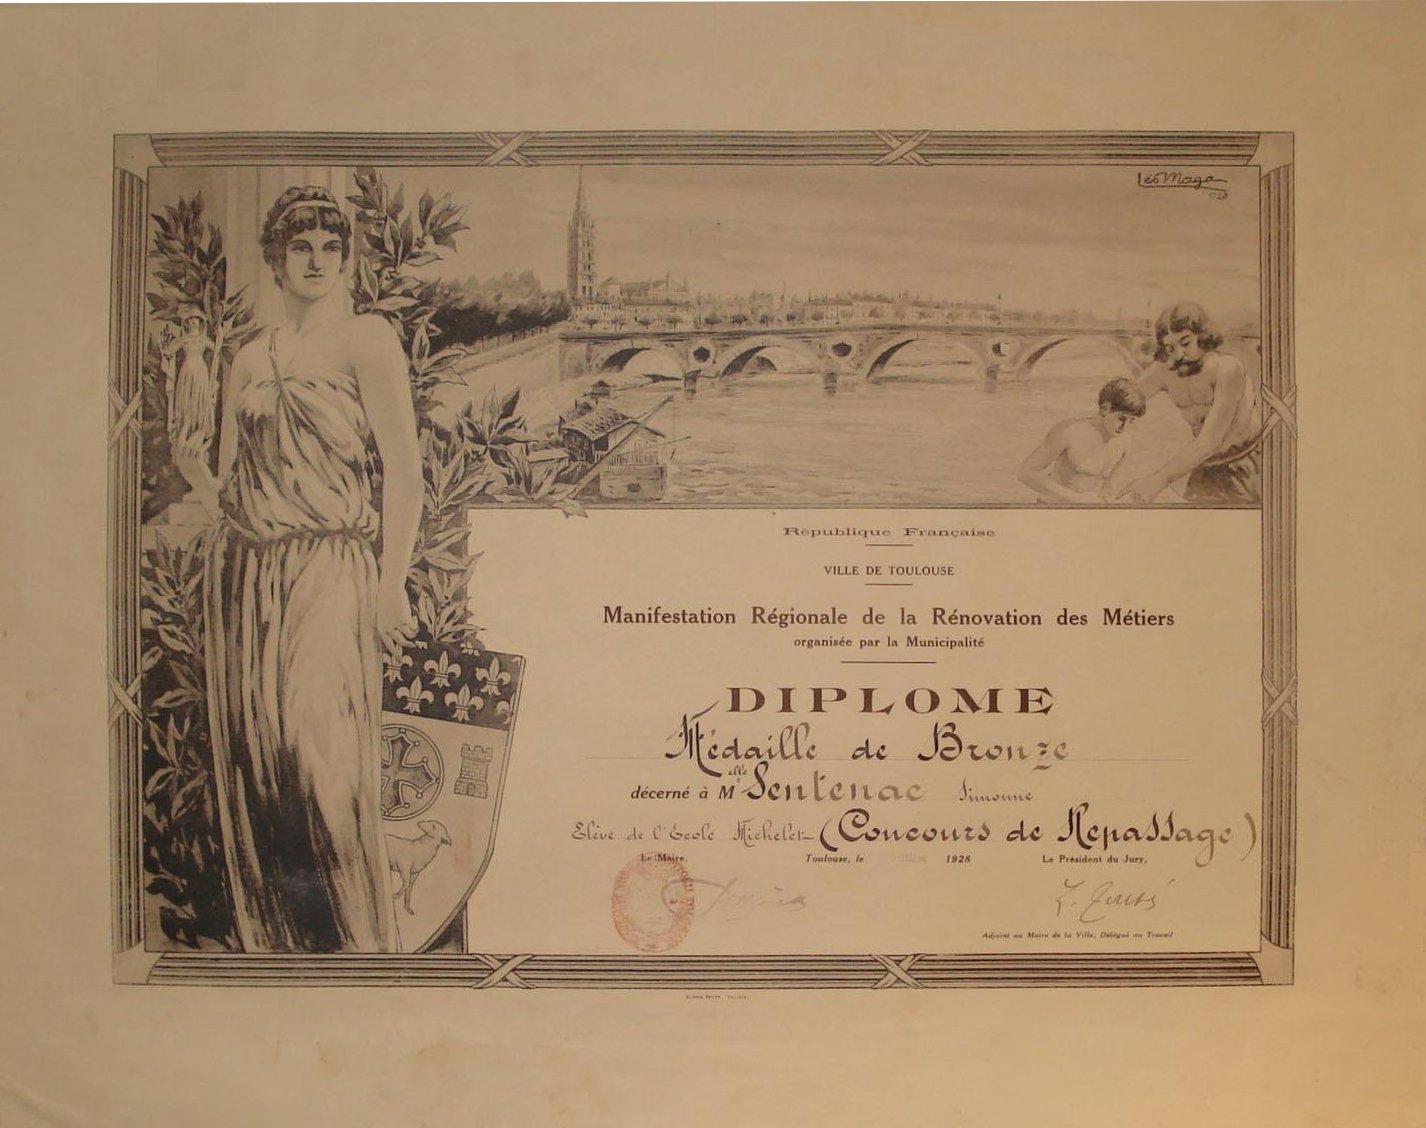 Léo Maga
République Française
VILLE DE TOULOUSE
Manifestation Régionale de la Rénovation des Métiers
organisée par la Municipalité
DIPLOME
Médaille de Bronze
décerné à Melle Sentenac Simonne
Elève de l'Ecole Michelet (Concours de Repassage)
Le Maire, Toulouse, le 1928 Le Président du Jury,
Adjoint au Maire de la Ville, Délégué au Travail